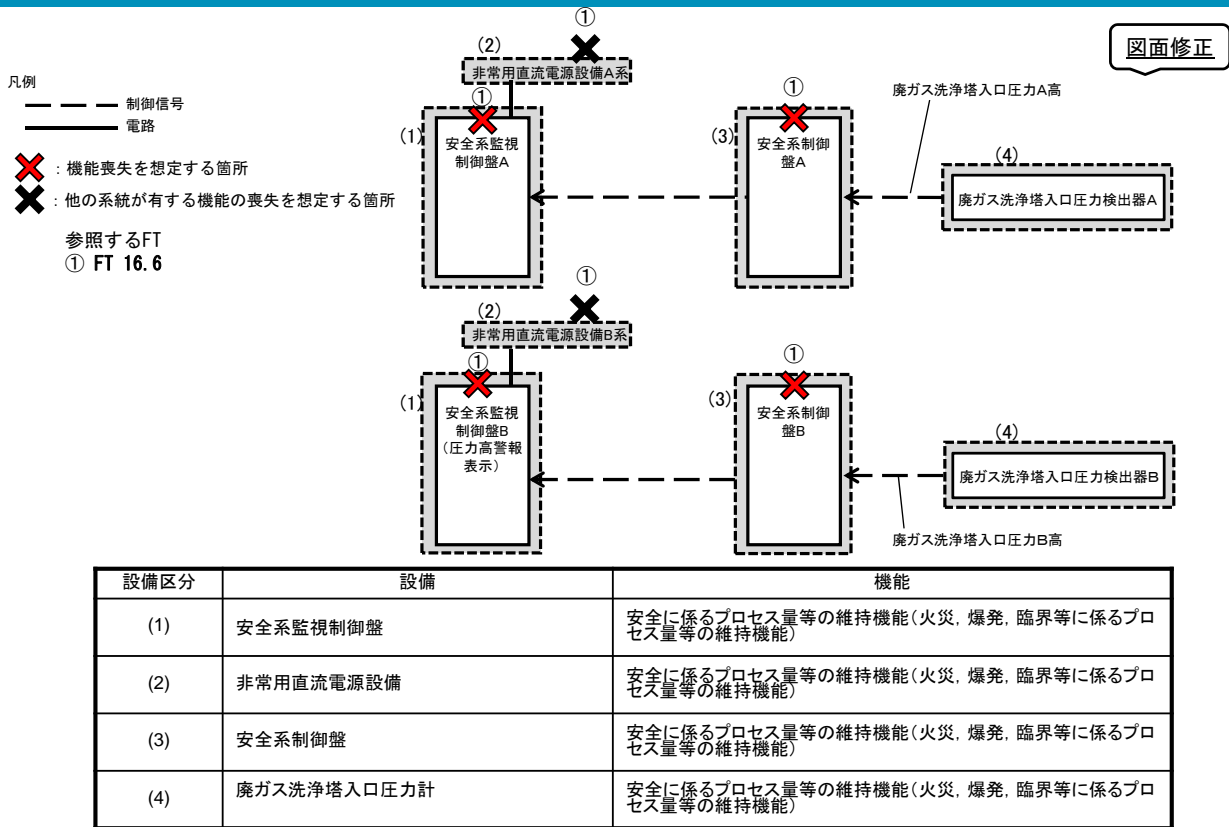 図面修正
凡例
制御信号
電路
:機能喪失を想定する箇所
:他の系統が有する機能の喪失を想定する箇所
参照するFT
① FT 16.6
①
(2)
非常用直流電源設備A系
①
(1)
安全系監視
制御盤A
①
(3)
安全系制御
盤A
廃ガス洗浄塔入口圧力A高
(4)
廃ガス洗浄塔入口圧力検出器A
①
(2)
非常用直流電源設備B系
①
(1)
安全系監視
制御盤B
(圧力高警報
表示)
①
(3)
安全系制御
盤B
(4)
廃ガス洗浄塔入口圧力検出器B
廃ガス洗浄塔入口圧力B高
設備区分 設備 機能
(1) 安全系監視制御盤 安全に係るプロセス量等の維持機能(火災,爆発,臨界等に係るプロ
セス量等の維持機能)
(2) 非常用直流電源設備 安全に係るプロセス量等の維持機能(火災,爆発,臨界等に係るプロ
セス量等の維持機能)
(3) 安全系制御盤 安全に係るプロセス量等の維持機能(火災,爆発,臨界等に係るプロ
セス量等の維持機能)
(4) 廃ガス洗浄塔入口圧力計 安全に係るプロセス量等の維持機能(火災,爆発,臨界等に係るプロ
セス量等の維持機能)